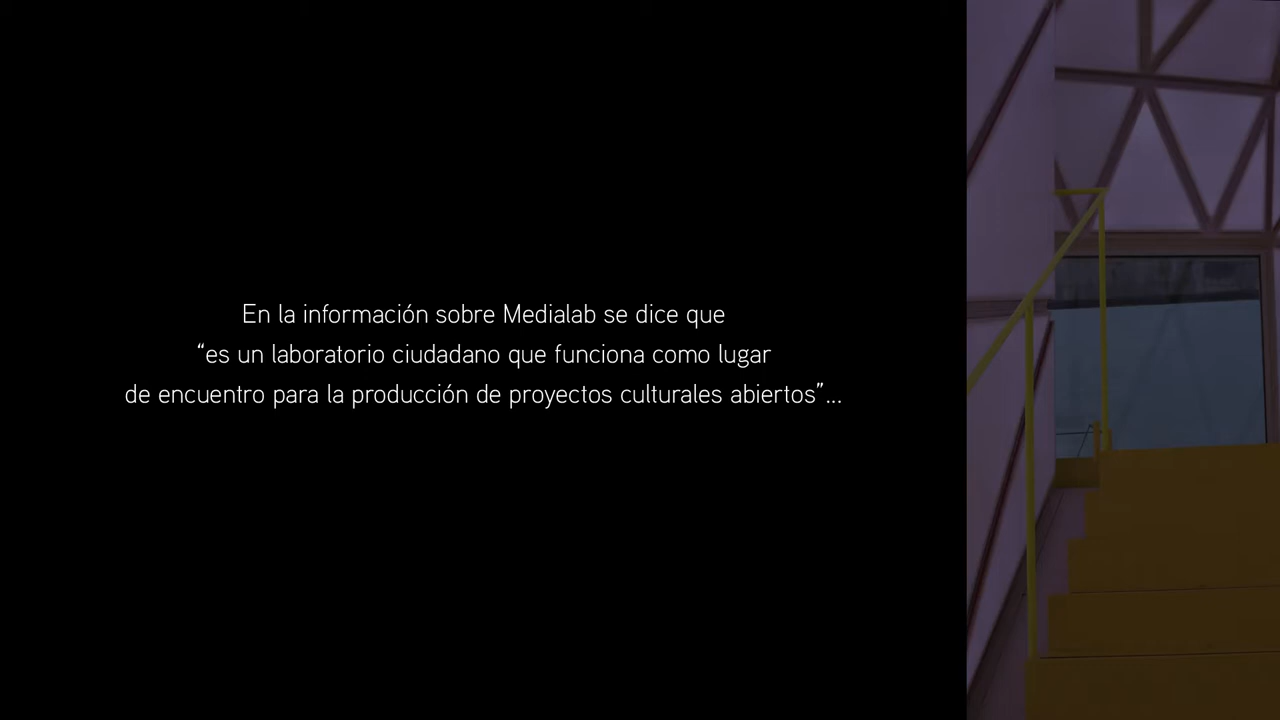 En la información sobre Medialab se dice que
“es un laboratorio ciudadano que funciona como lugar
de encuentro para la producción de proyectos culturales abiertos”...